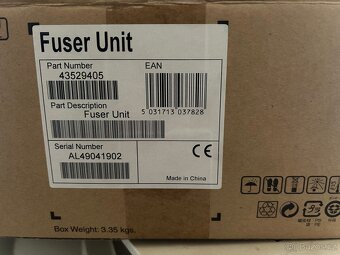 Fuser Unit
Part Number
43529405
EAN
5 031713 037828
Part Description
Fuser Unit
Serial Number
AL49041902
CE
Made in China
Box Weight: 3.35 kgs.